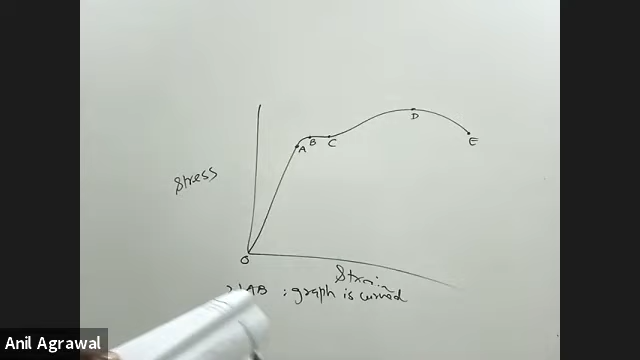 D
A B C
E
Stress
O
Strain
AB : graph is curved
Anil Agrawal